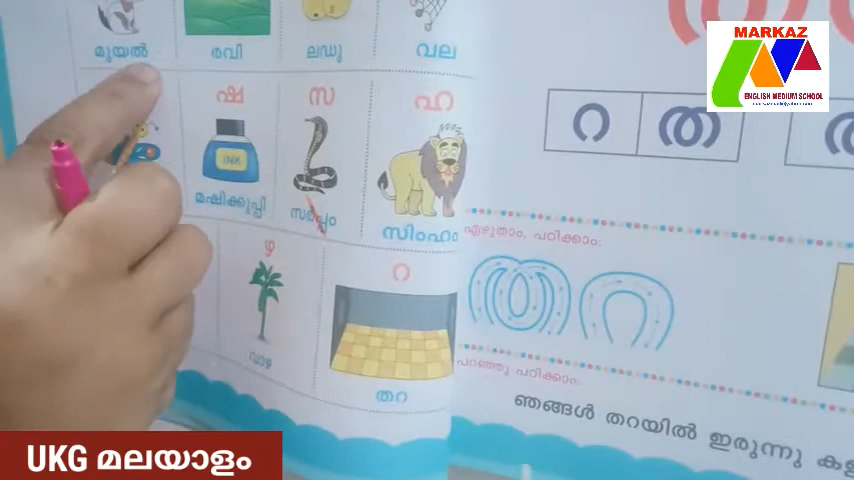 മുയൽ രവി ലഡു വല
ഷ സ ഹ
INK
മഷിക്കുപ്പി സർപ്പം സിംഹം
ഴ റ
വാഴ തറ
MARKAZ
ENGLISH MEDIUM SCHOOL
റ ത
എഴുതാം, പഠിക്കാം:
തറ
പറഞ്ഞു പഠിക്കാം:
ഞങ്ങൾ തറയിൽ ഇരുന്നു
UKG മലയാളം